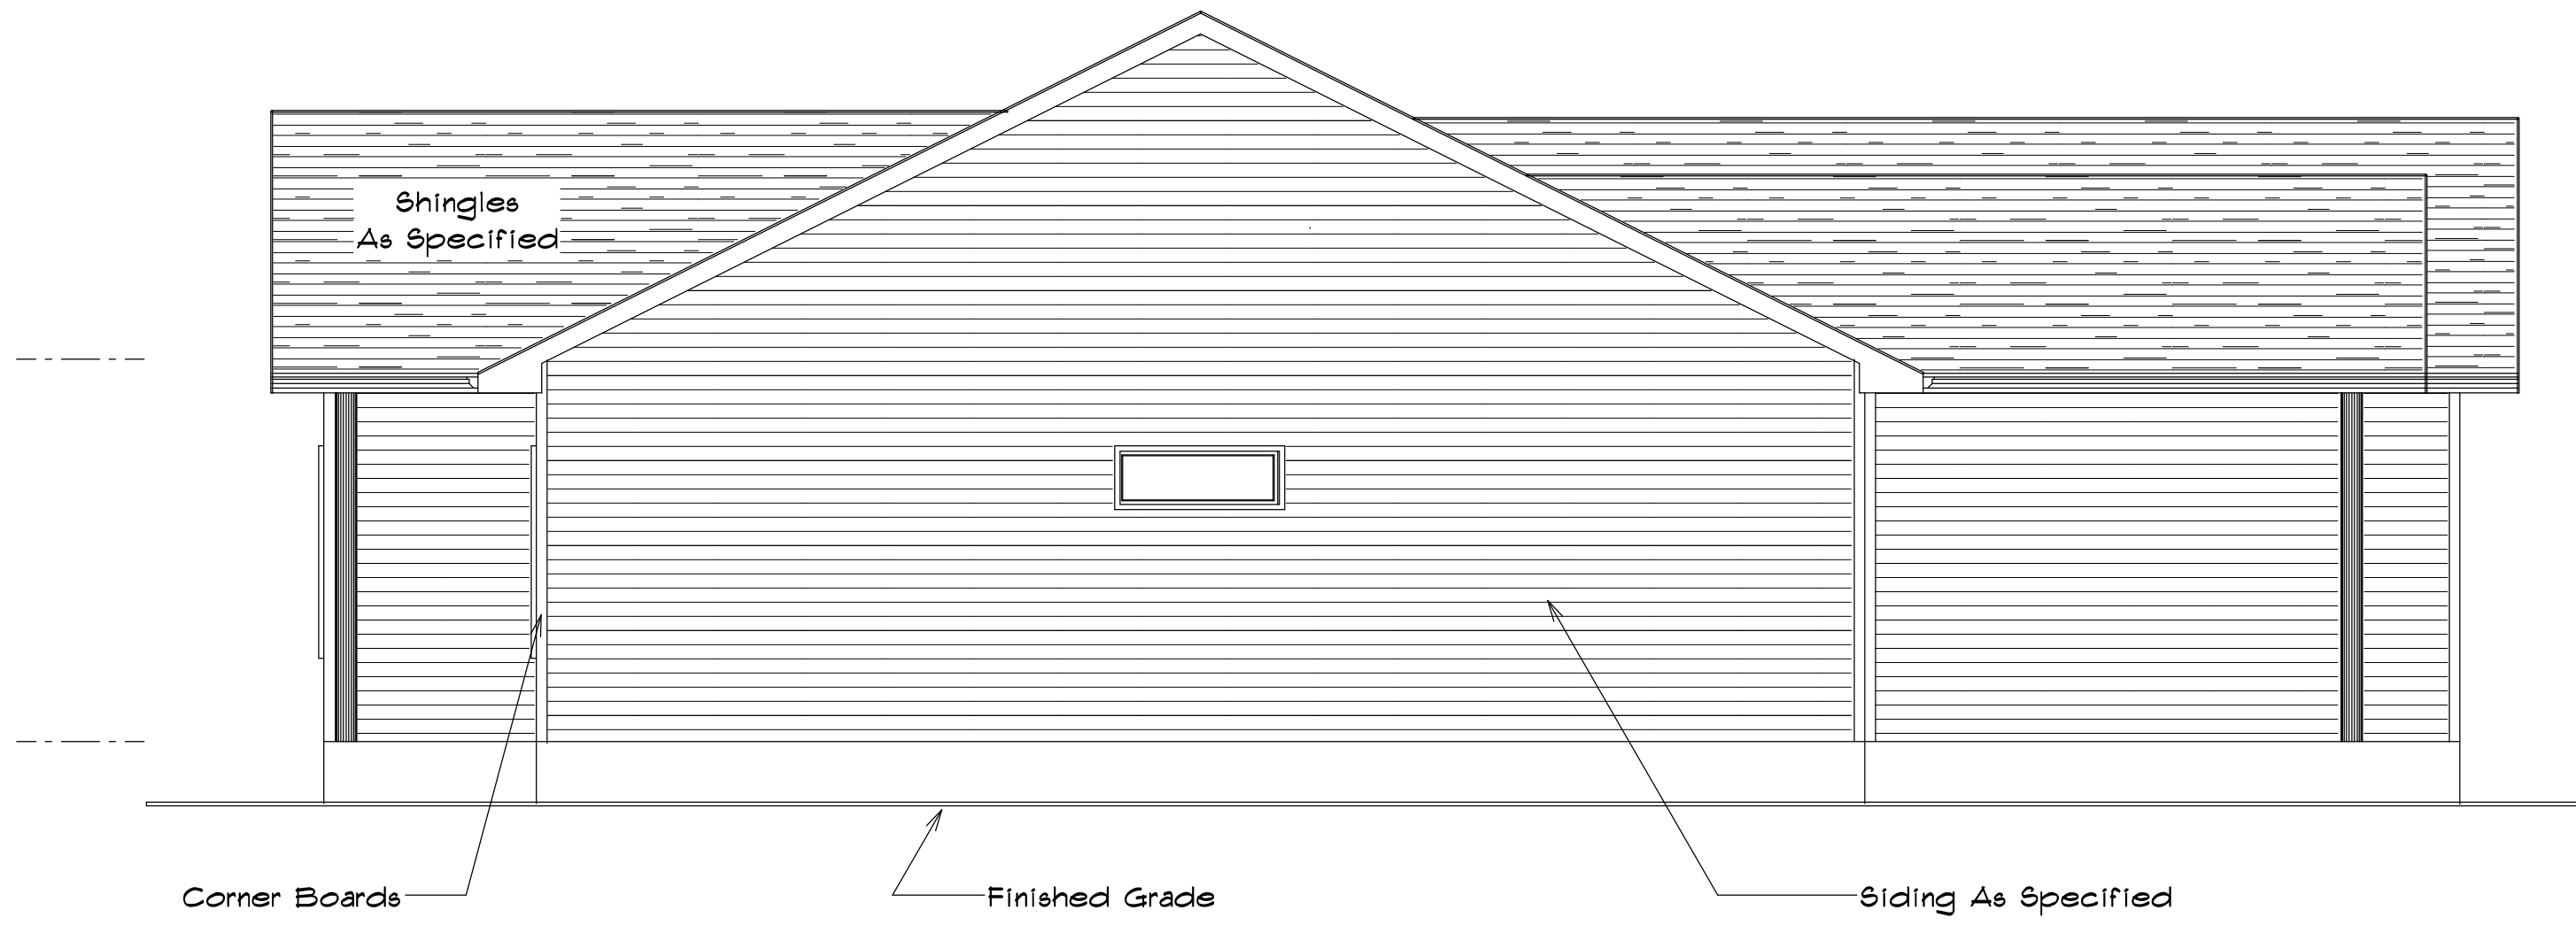 Shingles
As Specified
Corner Boards
Finished Grade
Siding As Specified